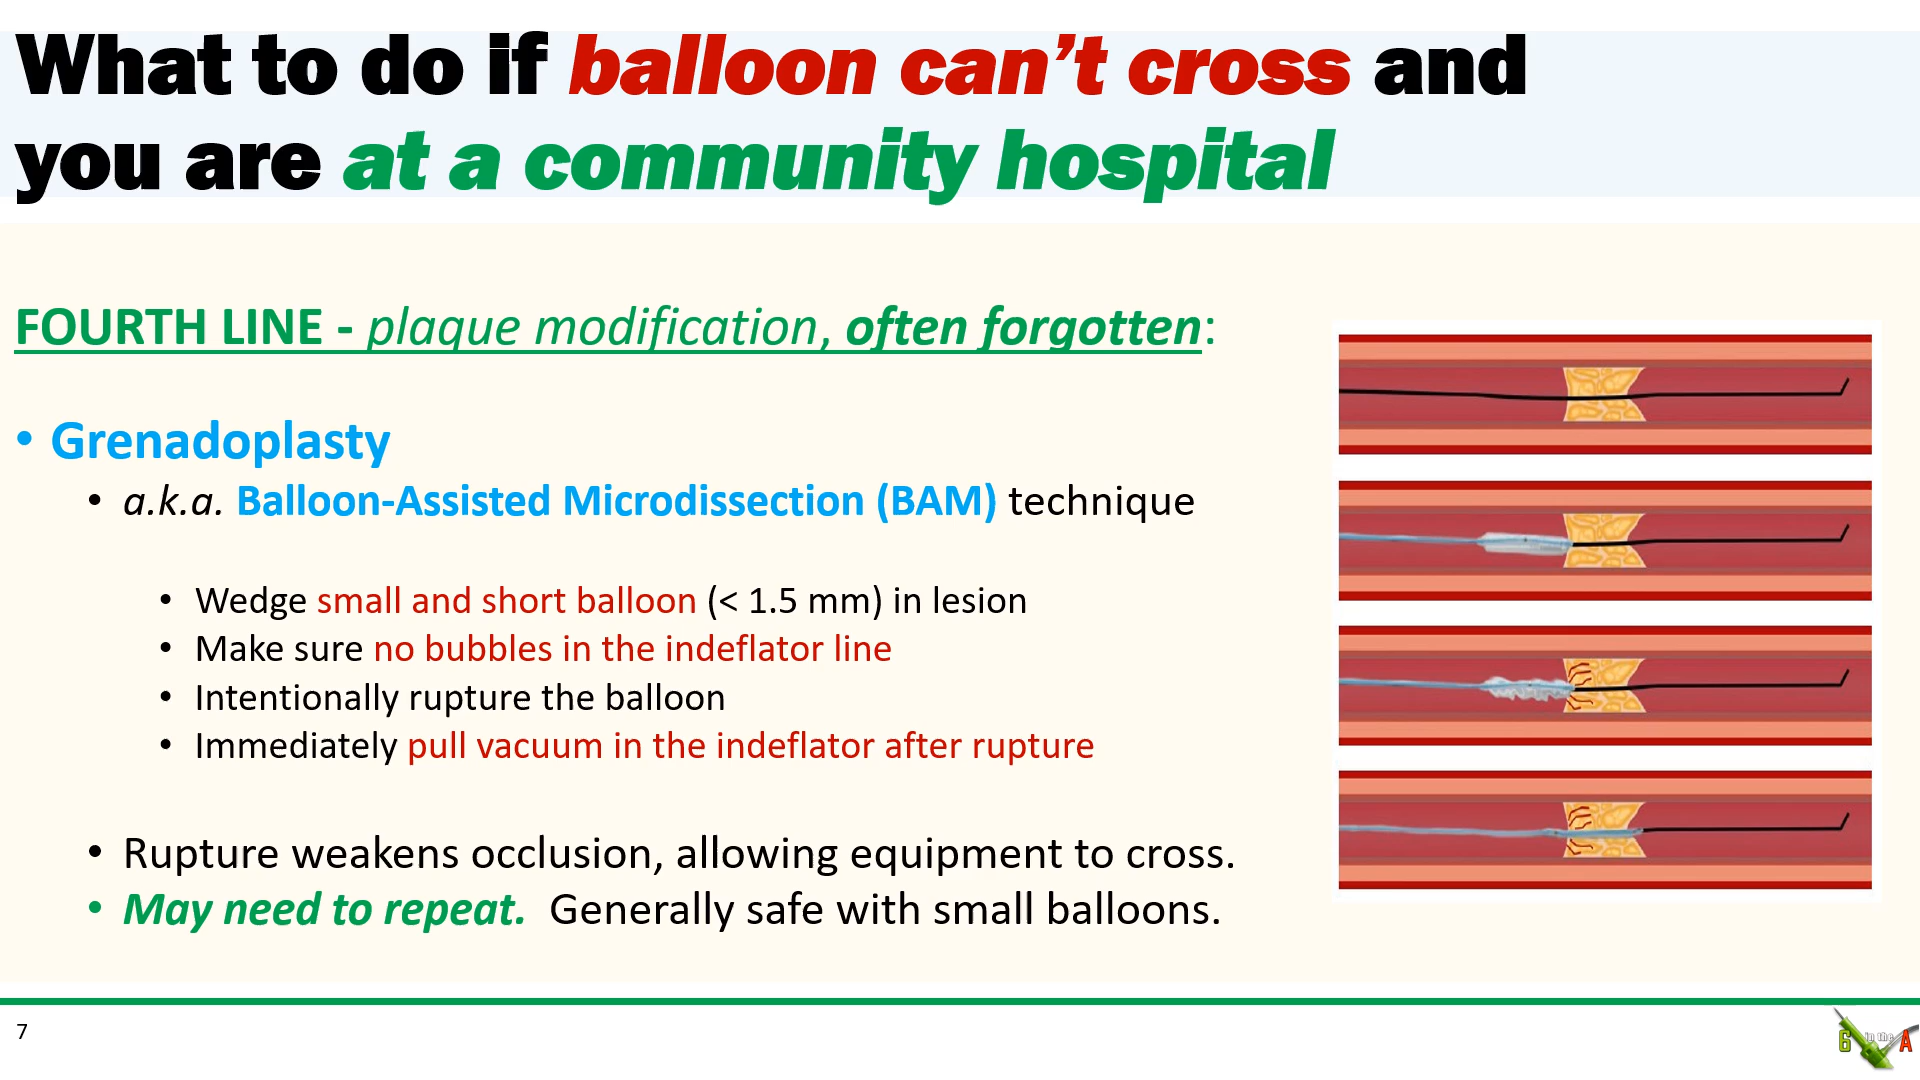 What to do if balloon can’t cross and
you are at a community hospital
FOURTH LINE - plaque modification, often forgotten:
• Grenadoplasty
• a.k.a. Balloon-Assisted Microdissection (BAM) technique
• Wedge small and short balloon (< 1.5 mm) in lesion
• Make sure no bubbles in the indeflator line
• Intentionally rupture the balloon
• Immediately pull vacuum in the indeflator after rupture
• Rupture weakens occlusion, allowing equipment to cross.
• May need to repeat.  Generally safe with small balloons.
7
6 in the A